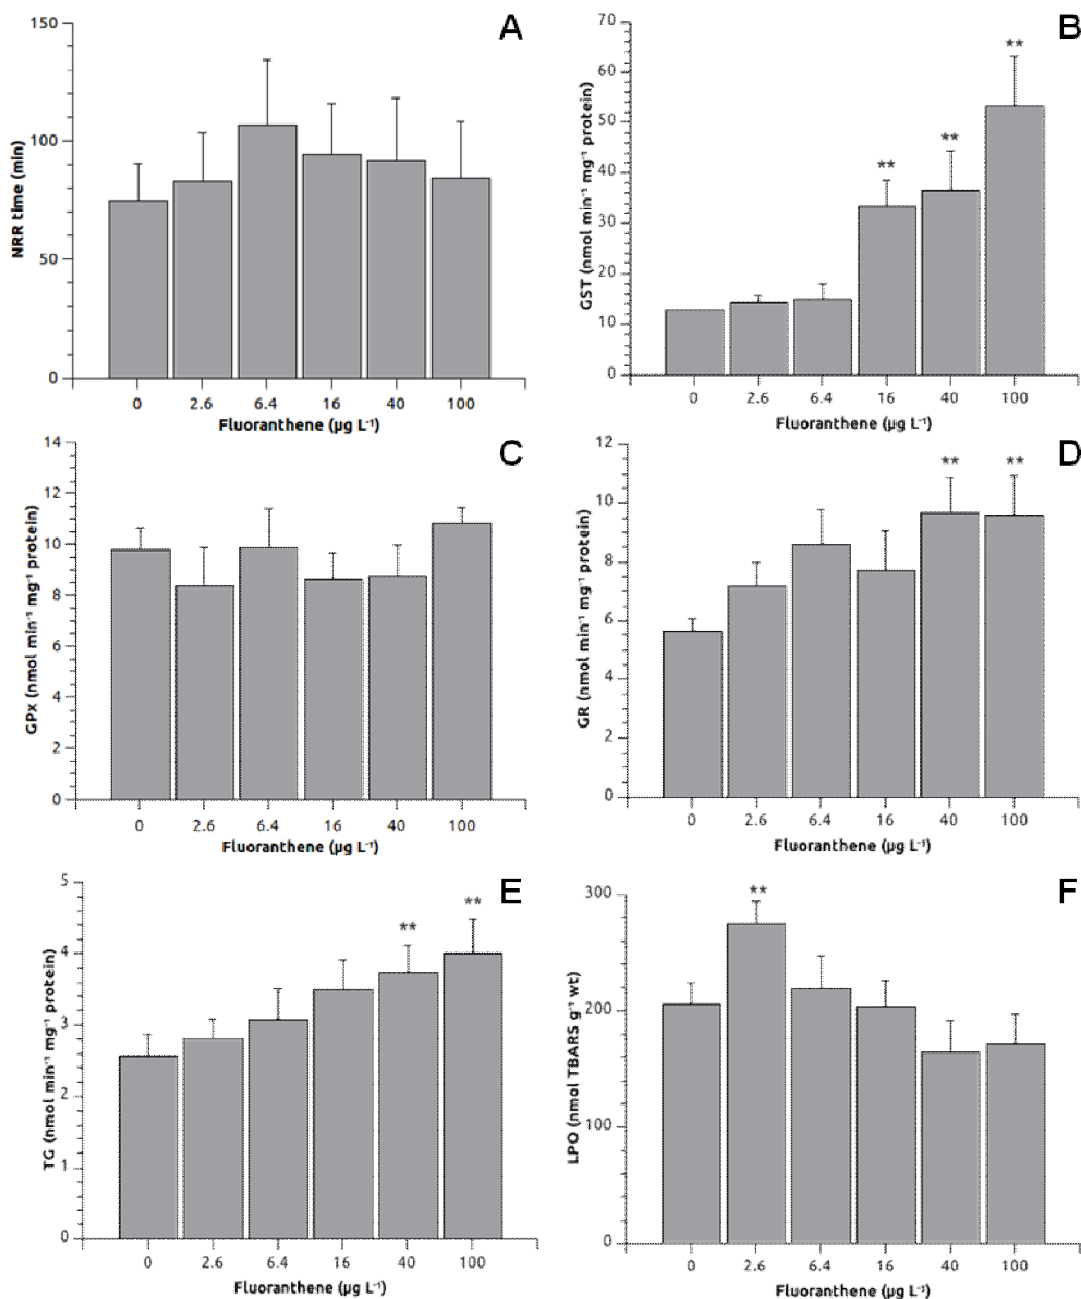 A
150
100
50
0
NRR time (min)
0 2.6 6.4 16 40 100
Fluoranthene (µg L⁻¹)
B
70
60
50
40
30
20
10
0
GST (nmol min⁻¹ mg⁻¹ protein)
** ** **
0 2.6 6.4 16 40 100
Fluoranthene (µg L⁻¹)
C
14
12
10
8
6
4
2
0
GPx (nmol min⁻¹ mg⁻¹ protein)
0 2.6 6.4 16 40 100
Fluoranthene (µg L⁻¹)
D
12
10
8
6
4
2
0
GR (nmol min⁻¹ mg⁻¹ protein)
** **
0 2.6 6.4 16 40 100
Fluoranthene (µg L⁻¹)
E
5
4
3
2
1
0
TG (nmol min⁻¹ mg⁻¹ protein)
** **
0 2.6 6.4 16 40 100
Fluoranthene (µg L⁻¹)
F
300
200
100
0
LPO (nmol TBARS g⁻¹ wt)
**
0 2.6 6.4 16 40 100
Fluoranthene (µg L⁻¹)